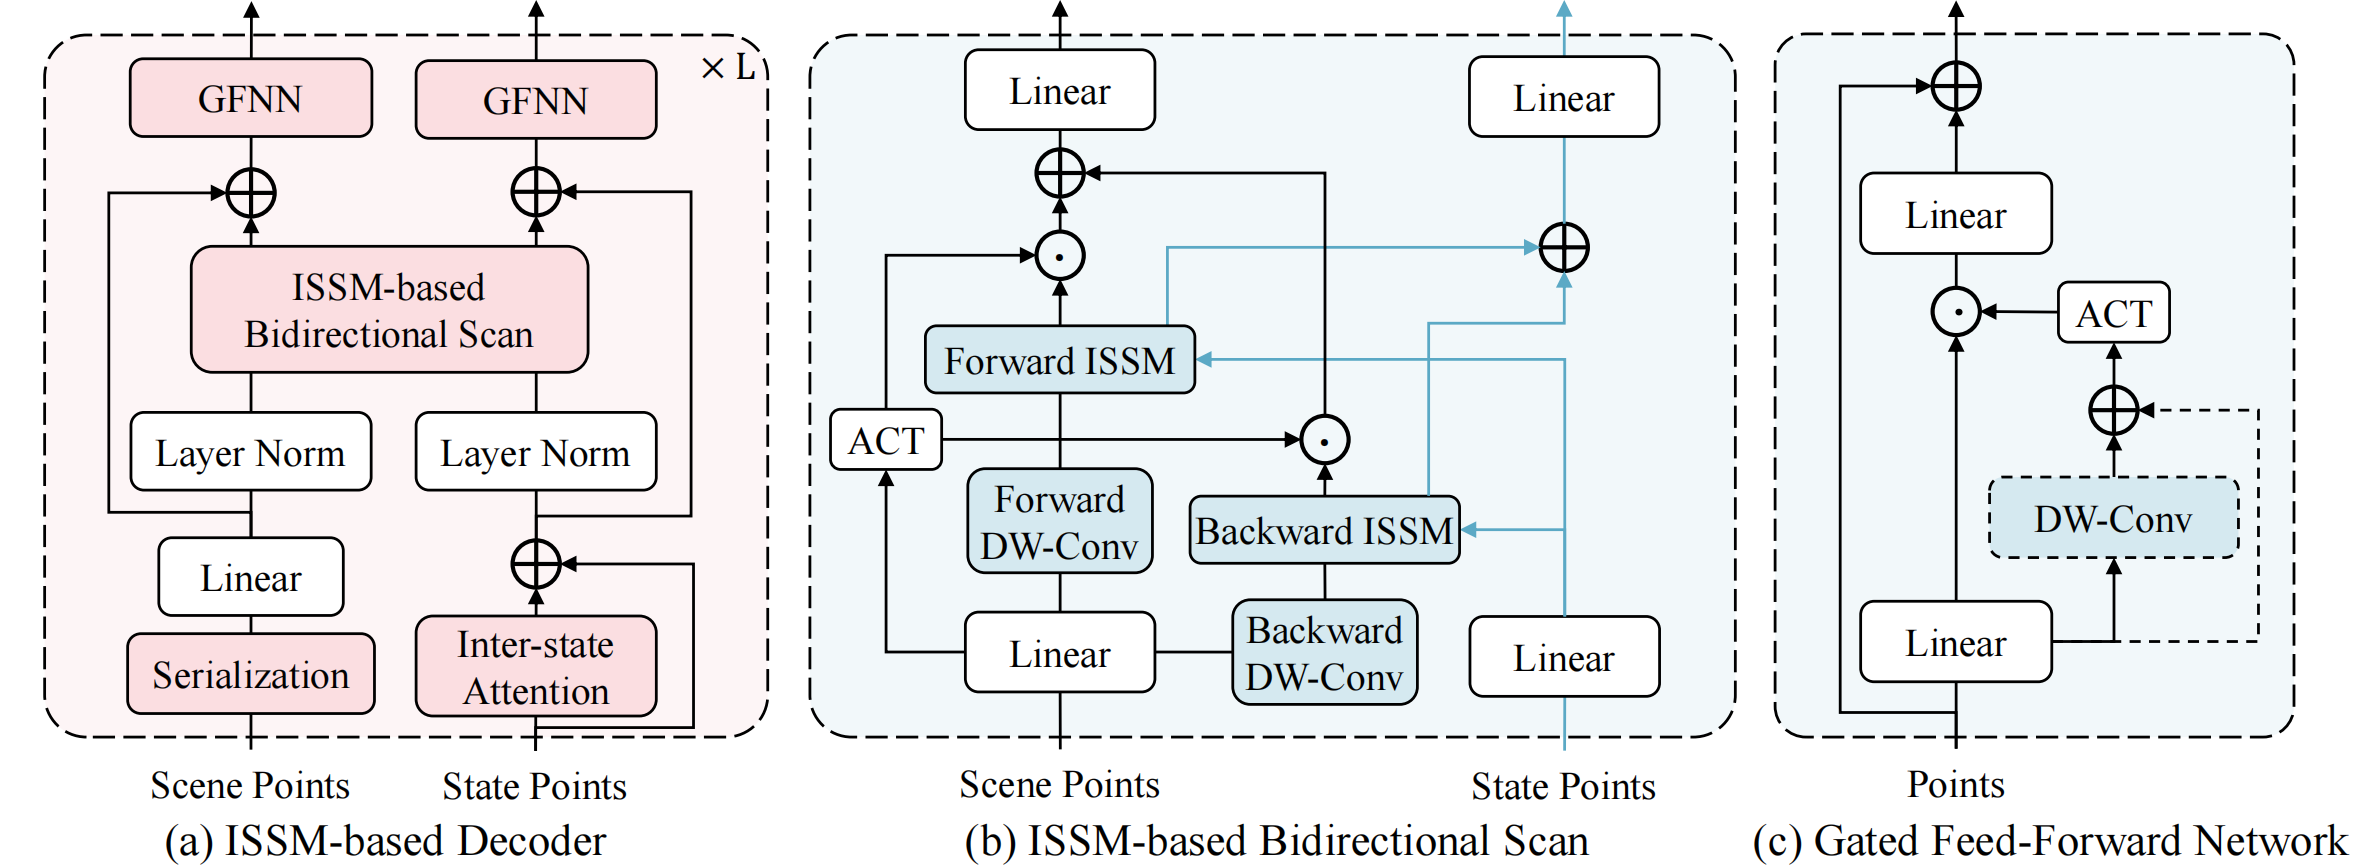 × L
GFNN
GFNN
ISSM-based
Bidirectional Scan
Layer Norm
Layer Norm
Linear
Serialization
Inter-state
Attention
Scene Points
State Points
(a) ISSM-based Decoder
Linear
Linear
Forward ISSM
ACT
Forward
DW-Conv
Backward ISSM
Linear
Backward
DW-Conv
Linear
Scene Points
State Points
(b) ISSM-based Bidirectional Scan
Linear
ACT
DW-Conv
Linear
Points
(c) Gated Feed-Forward Network